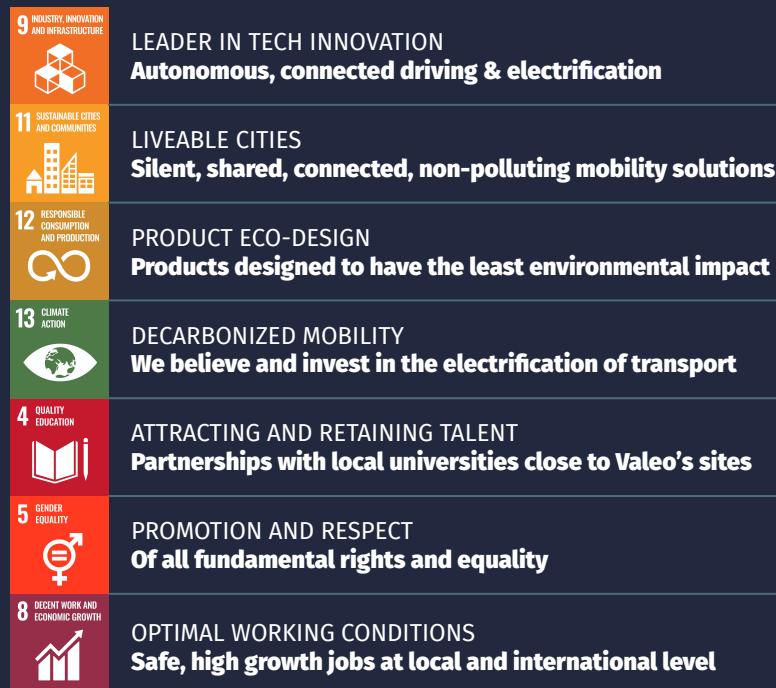 9 INDUSTRY, INNOVATION
AND INFRASTRUCTURE
LEADER IN TECH INNOVATION
Autonomous, connected driving & electrification
11 SUSTAINABLE CITIES
AND COMMUNITIES
LIVEABLE CITIES
Silent, shared, connected, non-polluting mobility solutions
12 RESPONSIBLE
CONSUMPTION
AND PRODUCTION
PRODUCT ECO-DESIGN
Products designed to have the least environmental impact
13 CLIMATE
ACTION
DECARBONIZED MOBILITY
We believe and invest in the electrification of transport
4 QUALITY
EDUCATION
ATTRACTING AND RETAINING TALENT
Partnerships with local universities close to Valeo’s sites
5 GENDER
EQUALITY
PROMOTION AND RESPECT
Of all fundamental rights and equality
8 DECENT WORK AND
ECONOMIC GROWTH
OPTIMAL WORKING CONDITIONS
Safe, high growth jobs at local and international level